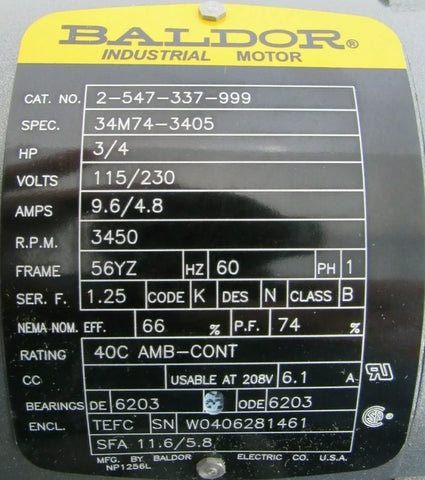 BALDOR®
INDUSTRIAL MOTOR
CAT. NO. 2-547-337-999
SPEC. 34M74-3405
HP 3/4
VOLTS 115/230
AMPS 9.6/4.8
R.P.M. 3450
FRAME 56YZ HZ 60 PH 1
SER. F. 1.25 CODE K DES N CLASS B
NEMA NOM. EFF. 66 % P.F. 74 %
RATING 40C AMB-CONT
CC USABLE AT 208V 6.1 A
BEARINGS DE 6203 ODE 6203
ENCL. TEFC SN W0406281461
SFA 11.6/5.8
MFG. BY BALDOR ELECTRIC CO. U.S.A.
NP1256L